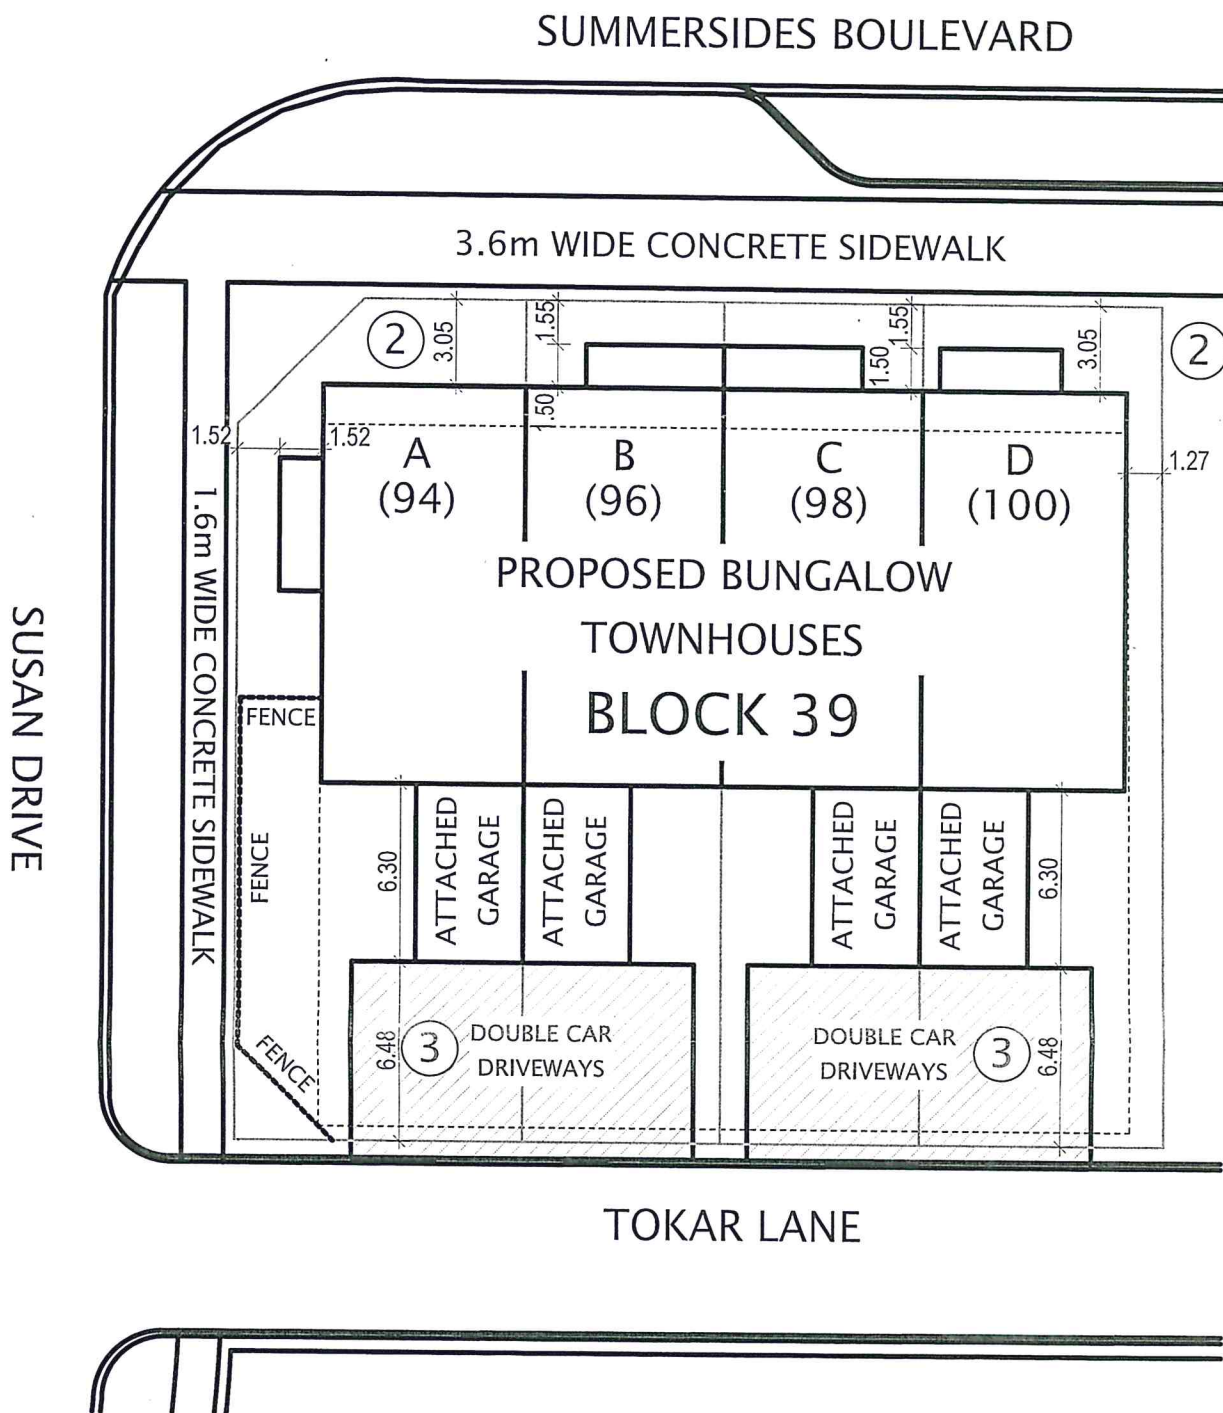 SUMMERSIDES BOULEVARD
3.6m WIDE CONCRETE SIDEWALK
2
3.05
1.55
1.50
1.55
1.50
3.05
2
1.52
1.52
1.27
A
(94)
B
(96)
C
(98)
D
(100)
PROPOSED BUNGALOW
TOWNHOUSES
BLOCK 39
1.6m WIDE CONCRETE SIDEWALK
SUSAN DRIVE
FENCE
FENCE
FENCE
6.30
ATTACHED
GARAGE
ATTACHED
GARAGE
ATTACHED
GARAGE
ATTACHED
GARAGE
6.30
6.48
3
DOUBLE CAR
DRIVEWAYS
DOUBLE CAR
DRIVEWAYS
3
6.48
TOKAR LANE